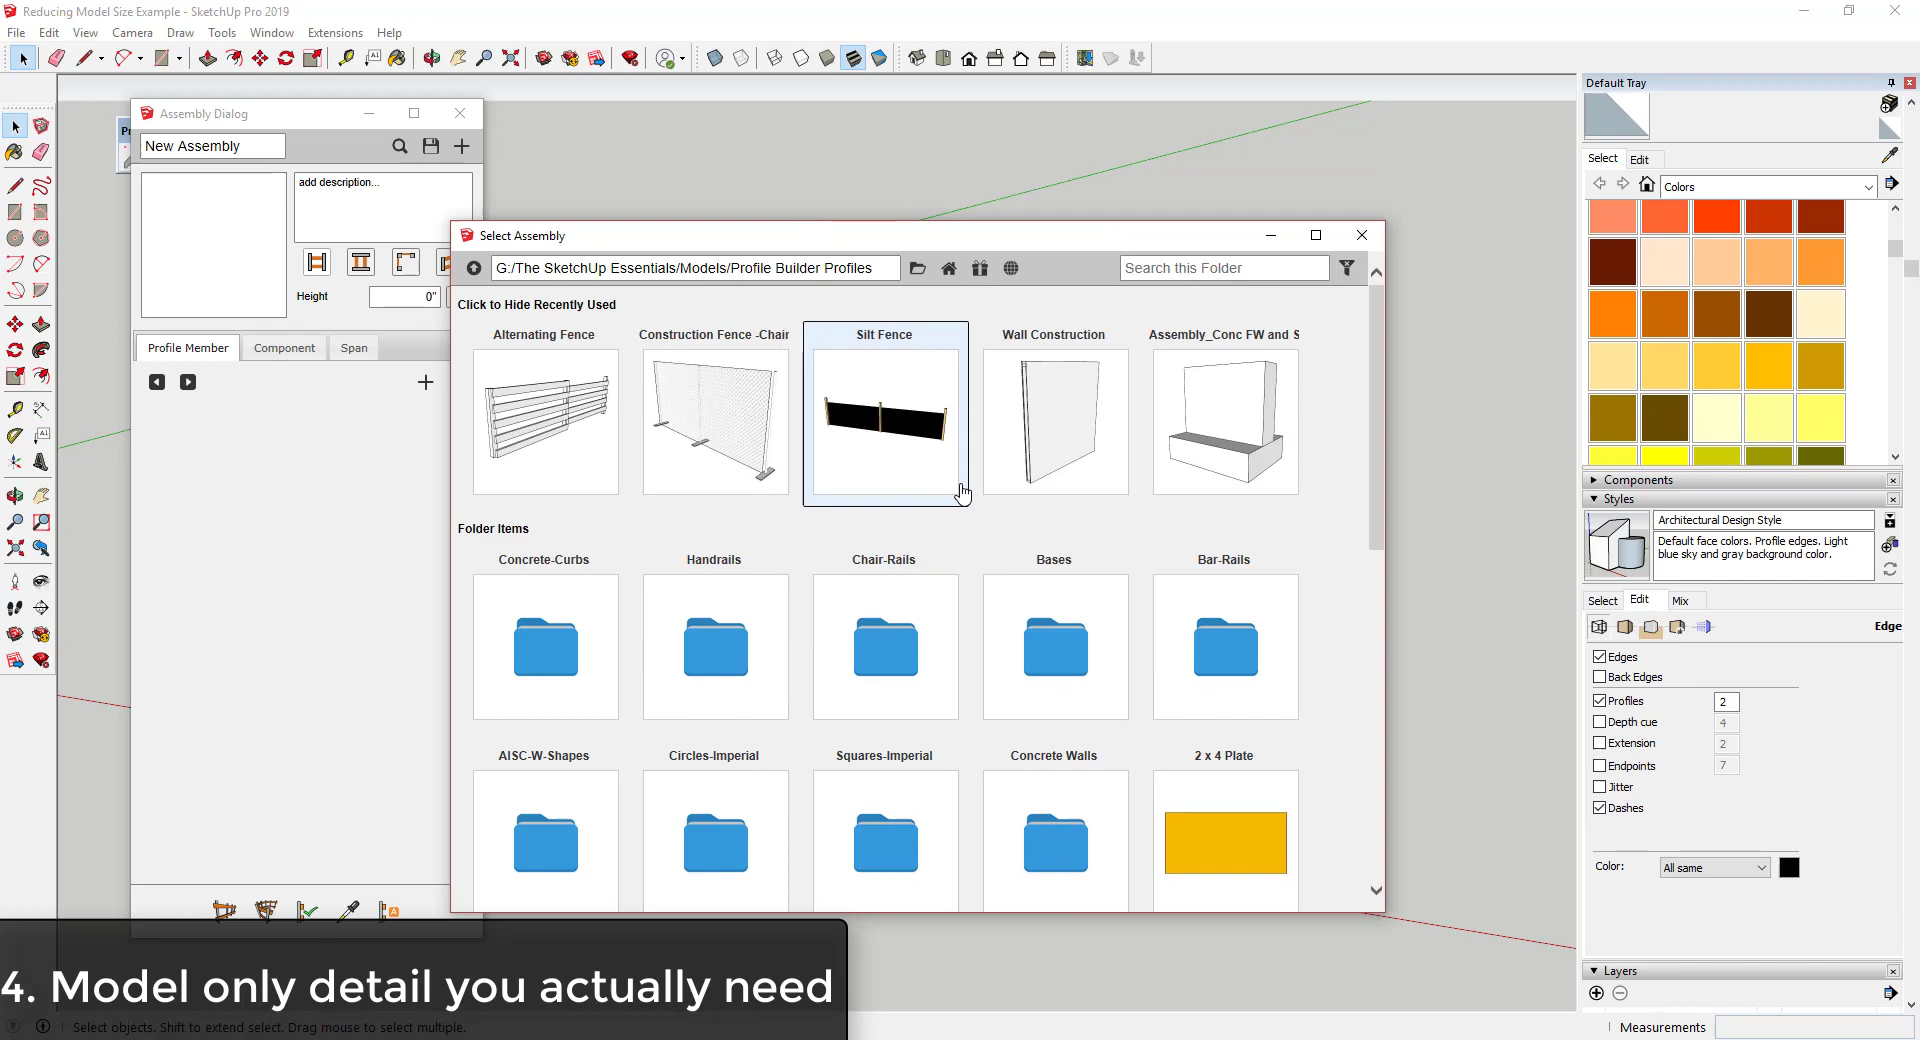 Reducing Model Size Example - SketchUp Pro 2019
File Edit View Camera Draw Tools Window Extensions Help
Default Tray
Assembly Dialog
New Assembly
add description...
Height 0"
Profile Member Component Span
Select Assembly
G:/The SketchUp Essentials/Models/Profile Builder Profiles
Search this Folder
Click to Hide Recently Used
Alternating Fence Construction Fence -Chair Silt Fence Wall Construction Assembly_Conc FW and S
Folder Items
Concrete-Curbs Handrails Chair-Rails Bases Bar-Rails
AISC-W-Shapes Circles-Imperial Squares-Imperial Concrete Walls 2 x 4 Plate
Select Edit
Colors
Components
Styles
Architectural Design Style
Default face colors. Profile edges. Light
blue sky and gray background color.
Select Edit Mix
Edge
Edges
Back Edges
Profiles 2
Depth cue 4
Extension 2
Endpoints 7
Jitter
Dashes
Color: All same
Layers
4. Model only detail you actually need
Select objects. Shift to extend select. Drag mouse to select multiple.
Measurements